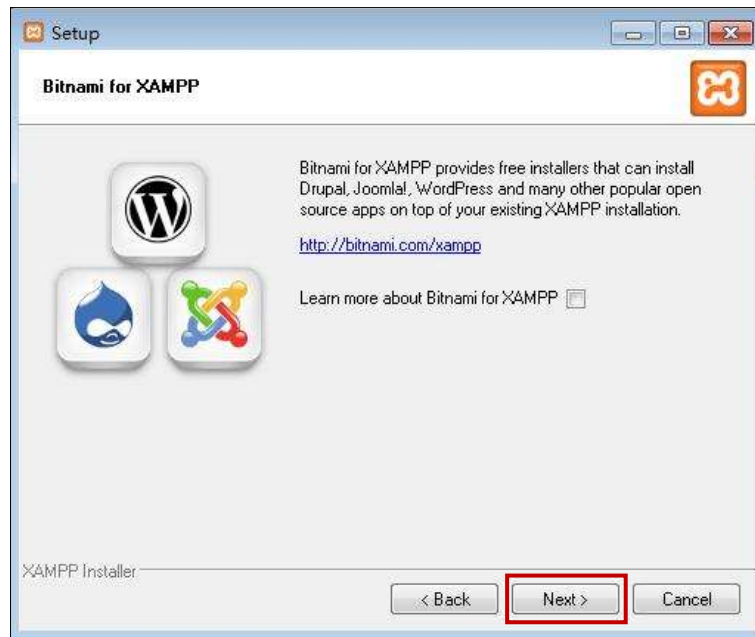 Setup
Bitnami for XAMPP
Bitnami for XAMPP provides free installers that can install
Drupal, Joomla!, WordPress and many other popular open
source apps on top of your existing XAMPP installation.
http://bitnami.com/xampp
Learn more about Bitnami for XAMPP
XAMPP Installer
< Back
Next >
Cancel